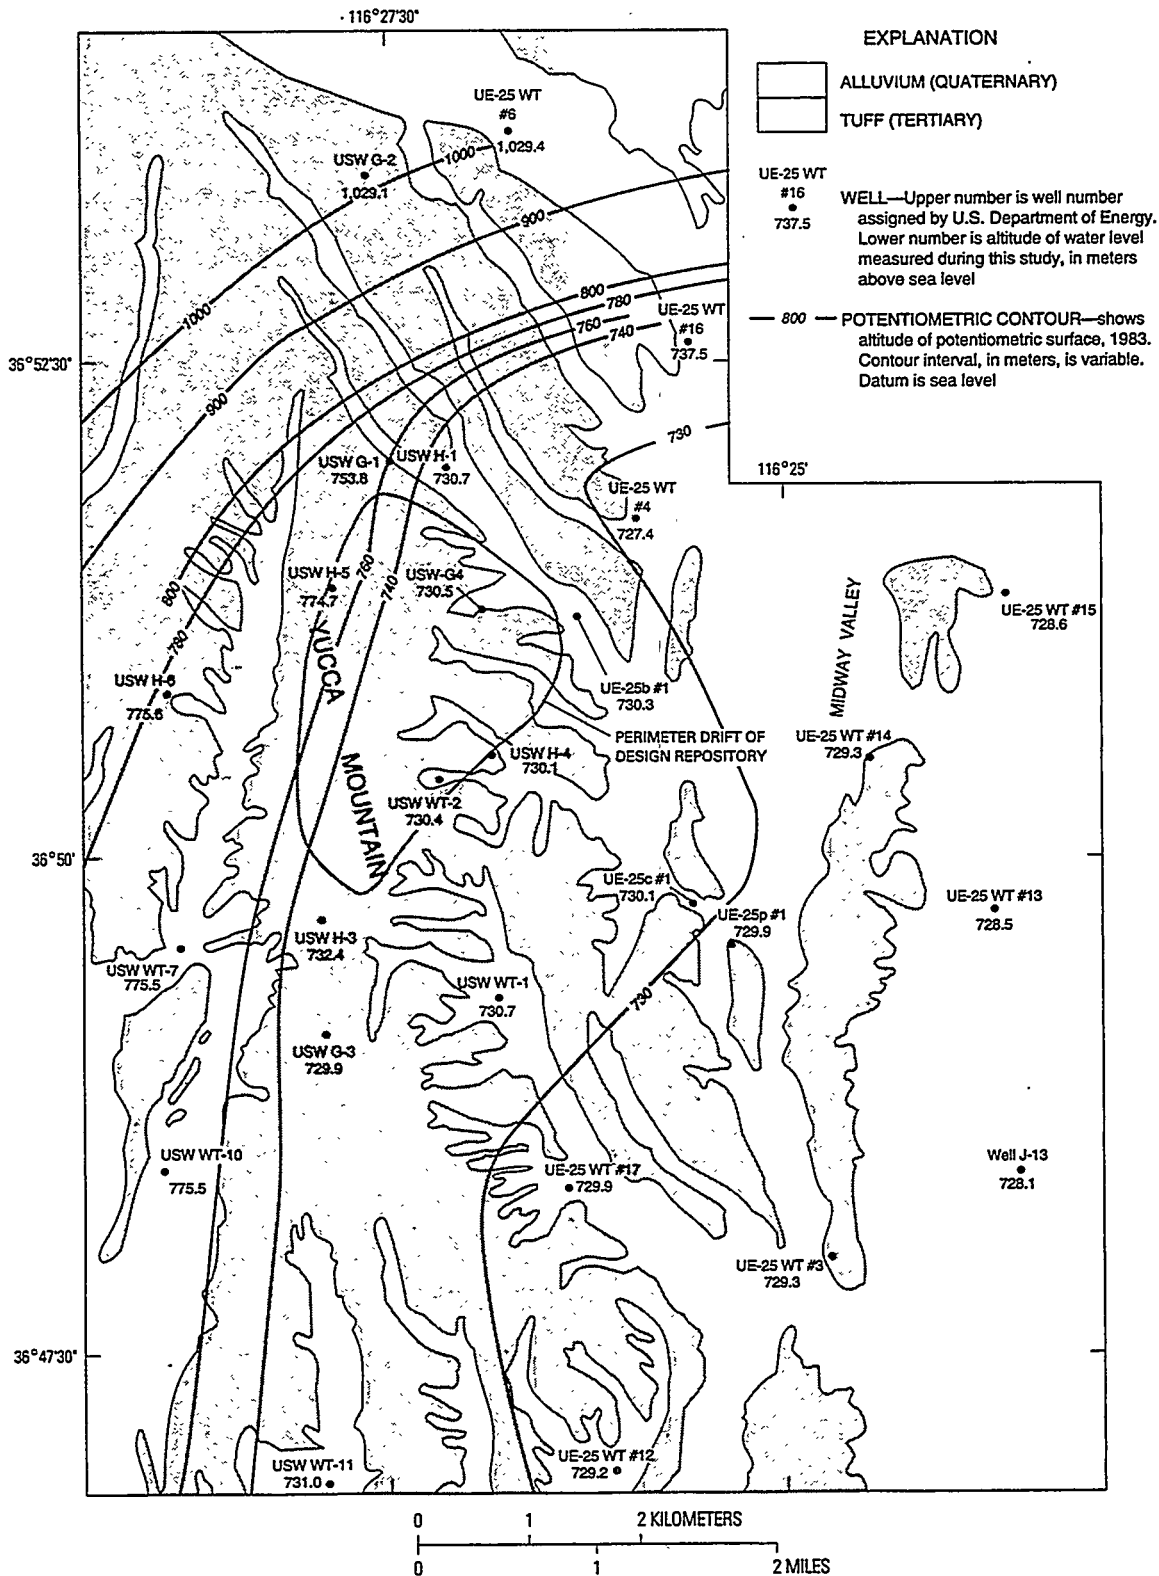 116°27'30"
EXPLANATION
ALLUVIUM (QUATERNARY)
TUFF (TERTIARY)
UE-25 WT
#16
737.5
WELL—Upper number is well number
assigned by U.S. Department of Energy.
Lower number is altitude of water level
measured during this study, in meters
above sea level
— 800 — POTENTIOMETRIC CONTOUR—shows
altitude of potentiometric surface, 1983.
Contour interval, in meters, is variable.
Datum is sea level
UE-25 WT
#6
1,029.4
USW G-2
1,029.1
1000
900
800
780
760
740
UE-25 WT
#16
737.5
1000
900
36°52'30"
730
116°25'
USW G-1
753.8
USW H-1
730.7
UE-25 WT
#4
727.4
USW H-5
774.7
760
740
USW-G4
730.5
800
780
UE-25 WT #15
728.6
MIDWAY VALLEY
YUCCA
MOUNTAIN
USW H-6
775.6
UE-25b #1
730.3
PERIMETER DRIFT OF
DESIGN REPOSITORY
UE-25 WT #14
729.3
USW H-4
730.1
USW WT-2
730.4
36°50'
UE-25c #1
730.1
UE-25p #1
729.9
UE-25 WT #13
728.5
USW H-3
732.4
USW WT-7
775.5
USW WT-1
730.7
730
USW G-3
729.9
USW WT-10
775.5
UE-25 WT #17
729.9
Well J-13
728.1
UE-25 WT #3
729.3
36°47'30"
USW WT-11
731.0
UE-25 WT #12
729.2
0 1 2 KILOMETERS
0 1 2 MILES